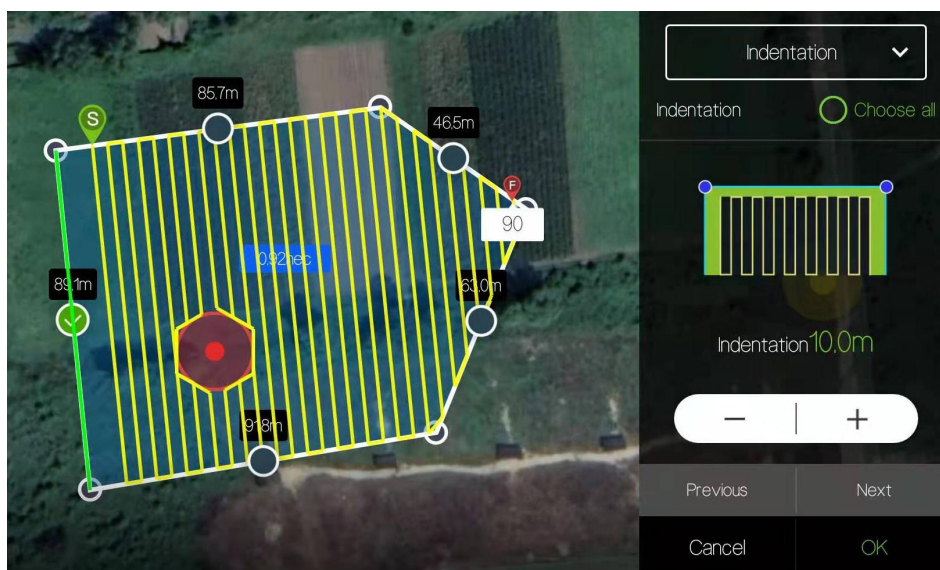 Indentation
Indentation
Choose all
85.7m
S
46.5m
F
90
0.92hec
89.1m
63.0m
Indentation10.0m
91.8m
Previous
Next
Cancel
OK